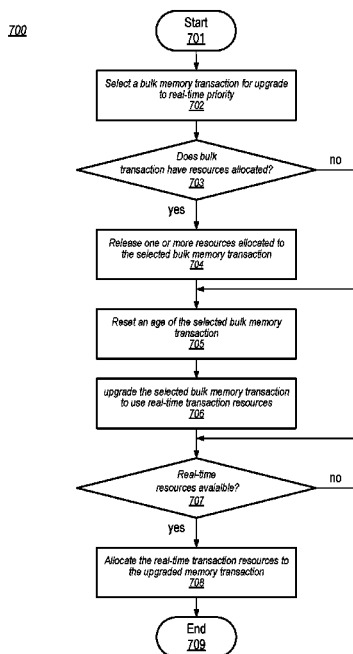 700
Start
701
Select a bulk memory transaction for upgrade
to real-time priority
702
Does bulk
transaction have resources allocated?
703
no
yes
Release one or more resources allocated to
the selected bulk memory transaction
704
Reset an age of the selected bulk memory
transaction
705
upgrade the selected bulk memory transaction
to use real-time transaction resources
706
Real-time
resources avaialble?
707
no
yes
Allocate the real-time transaction resources to
the upgraded memory transaction
708
End
709